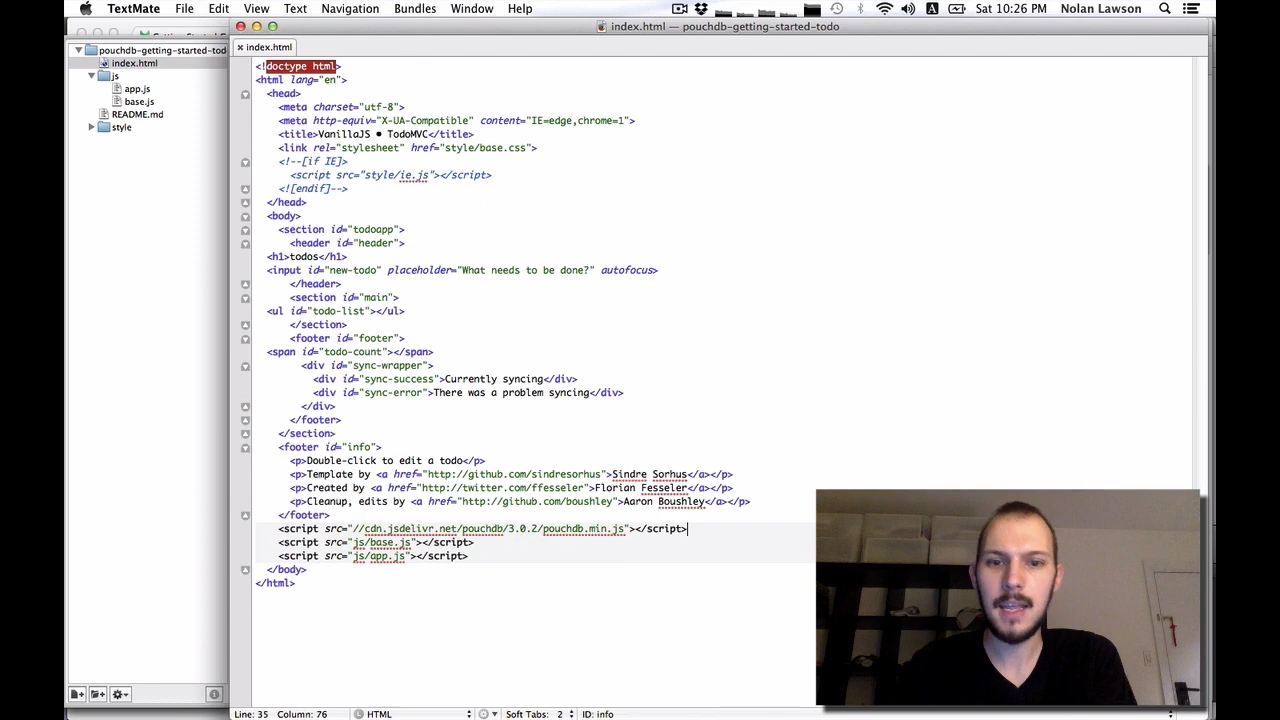 TextMate File Edit View Text Navigation Bundles Window Help Sat 10:26 PM Nolan Lawson
index.html — pouchdb-getting-started-todo
pouchdb-getting-started-todo
index.html
js
app.js
base.js
README.md
style
index.html
<!doctype html>
<html lang="en">
<head>
<meta charset="utf-8">
<meta http-equiv="X-UA-Compatible" content="IE=edge,chrome=1">
<title>VanillaJS • TodoMVC</title>
<link rel="stylesheet" href="style/base.css">
<!--[if IE]>
<script src="style/ie.js"></script>
<![endif]-->
</head>
<body>
<section id="todoapp">
<header id="header">
<h1>todos</h1>
<input id="new-todo" placeholder="What needs to be done?" autofocus>
</header>
<section id="main">
<ul id="todo-list"></ul>
</section>
<footer id="footer">
<span id="todo-count"></span>
<div id="sync-wrapper">
<div id="sync-success">Currently syncing</div>
<div id="sync-error">There was a problem syncing</div>
</div>
</footer>
</section>
<footer id="info">
<p>Double-click to edit a todo</p>
<p>Template by <a href="http://github.com/sindresorhus">Sindre Sorhus</a></p>
<p>Created by <a href="http://twitter.com/ffesseler">Florian Fesseler</a></p>
<p>Cleanup, edits by <a href="http://github.com/boushley">Aaron Boushley</a></p>
</footer>
<script src="//cdn.jsdelivr.net/pouchdb/3.0.2/pouchdb.min.js"></script>
<script src="js/base.js"></script>
<script src="js/app.js"></script>
</body>
</html>
Line: 35 Column: 76 HTML Soft Tabs: 2 ID: info